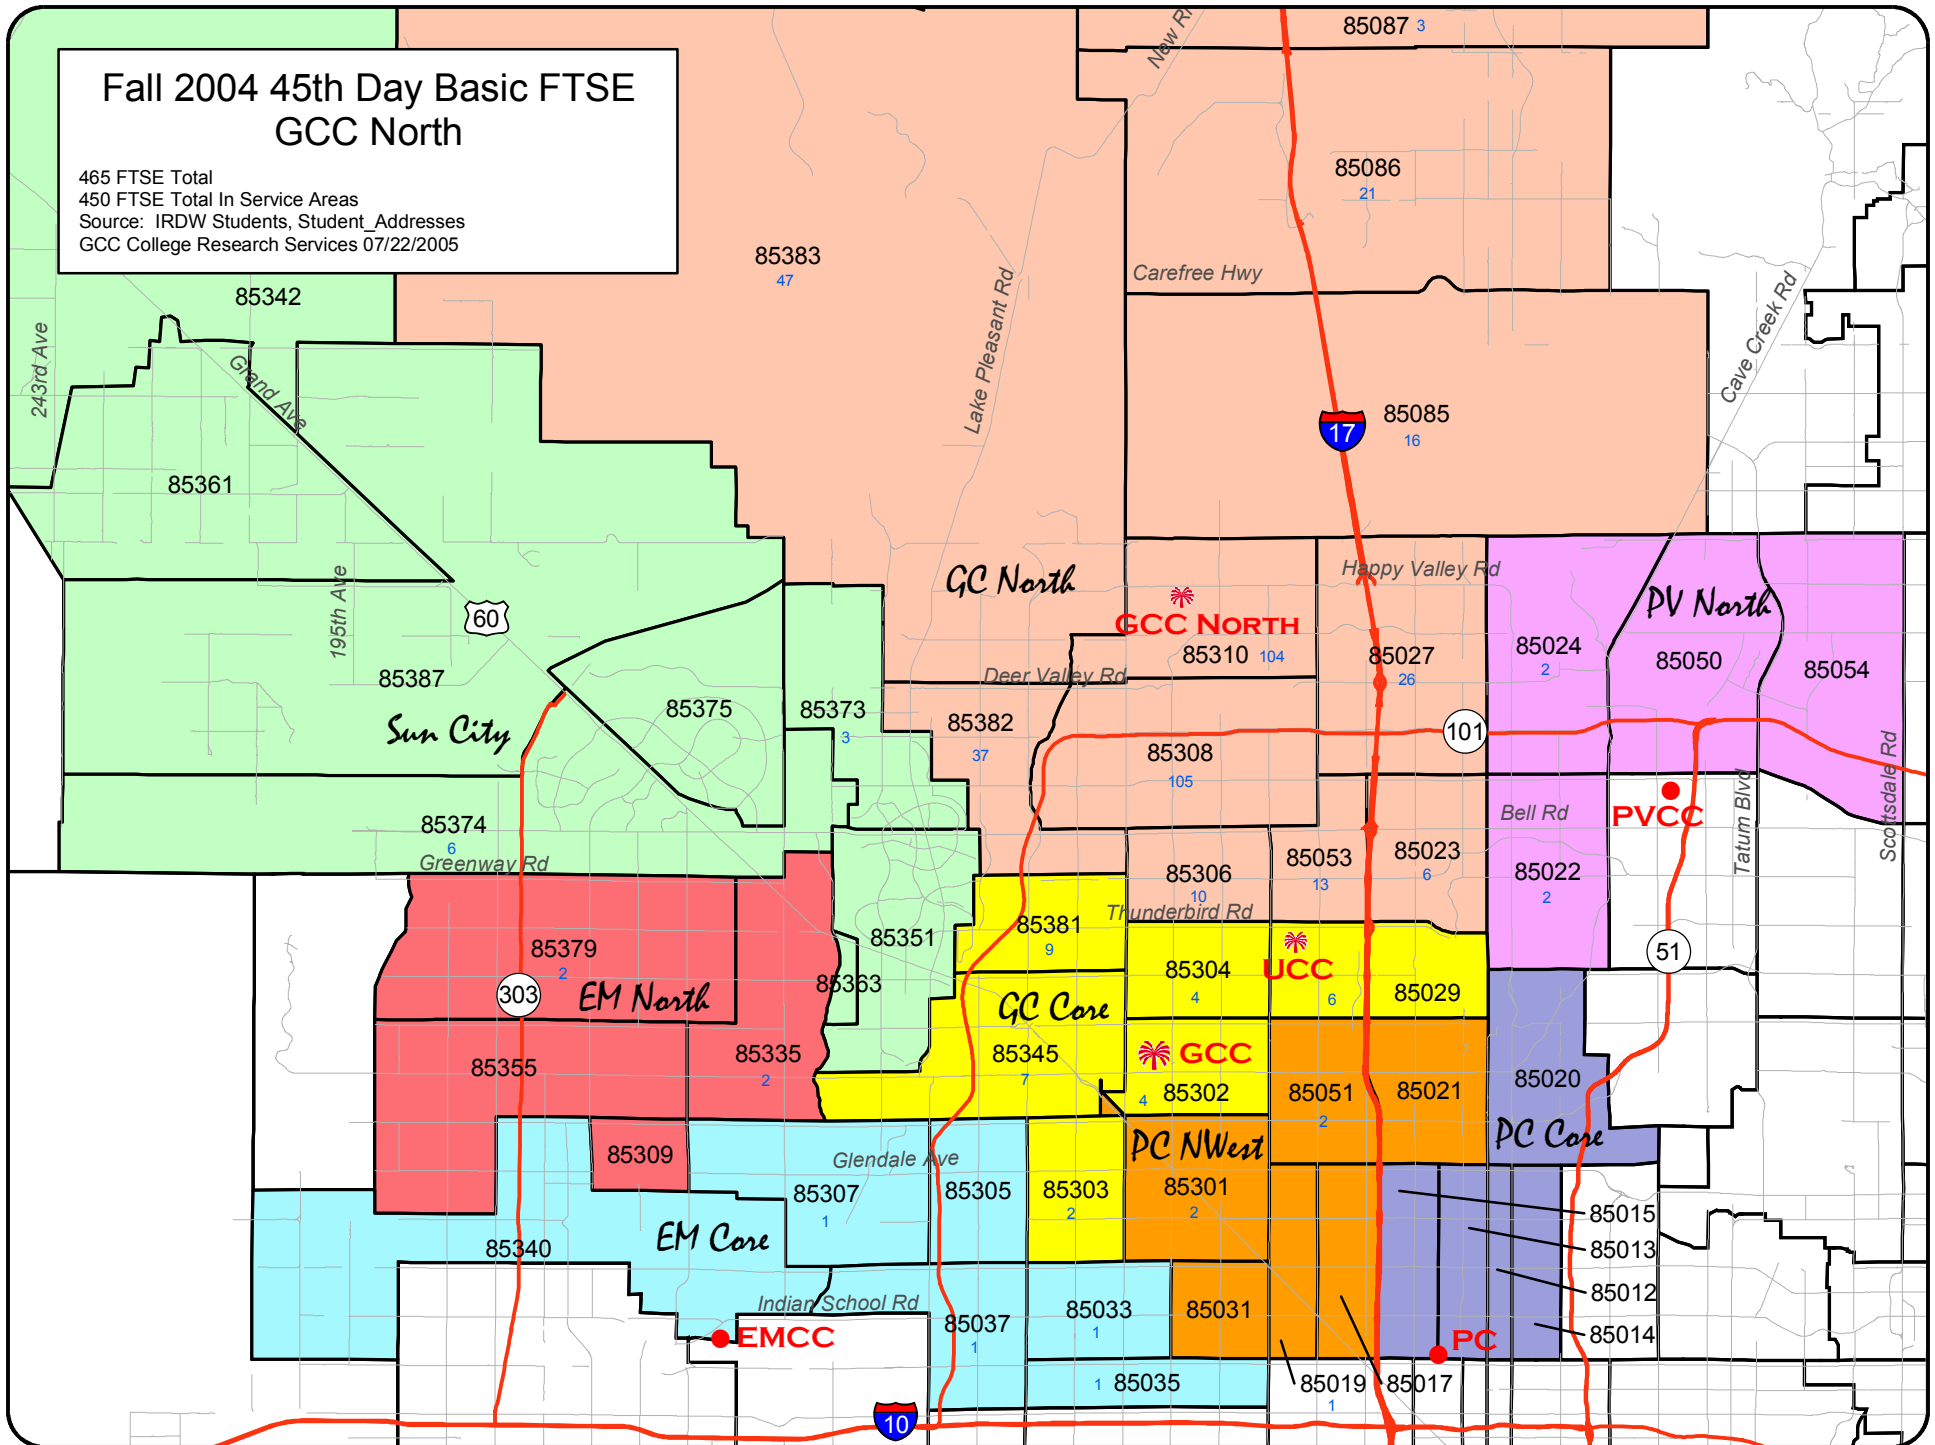 Fall 2004 45th Day Basic FTSE
GCC North
465 FTSE Total
450 FTSE Total In Service Areas
Source: IRDW Students, Student_Addresses
GCC College Research Services 07/22/2005
85087 3
New Ri
85086
21
85383
47
Carefree Hwy
85342
Lake Pleasant Rd
Cave Creek Rd
243rd Ave
Grand Ave
17
85085
16
85361
GC North
Happy Valley Rd
PV North
195th Ave
60
GCC NORTH
85310 104
85027
26
85024
2
85050
85054
Deer Valley Rd
85387
Sun City
85375
85373
3
85382
37
85308
105
101
Scottsdale Rd
Tatum Blvd
PVCC
Bell Rd
85374
6
Greenway Rd
85306
10
85053
13
85023
6
85022
2
Thunderbird Rd
85381
9
85351
85379
2
EM North
303
85363
GC Core
85304
4
UCC
6
85029
51
85355
85335
2
85345
7
GCC
4 85302
85051
2
85021
85020
PC Core
PC NWest
85309
Glendale Ave
85307
1
85305
85303
2
85301
2
85015
85013
85012
85014
EM Core
85340
Indian School Rd
EMCC
85037
1
85033
1
85031
PC
1 85035
85019
1
85017
10